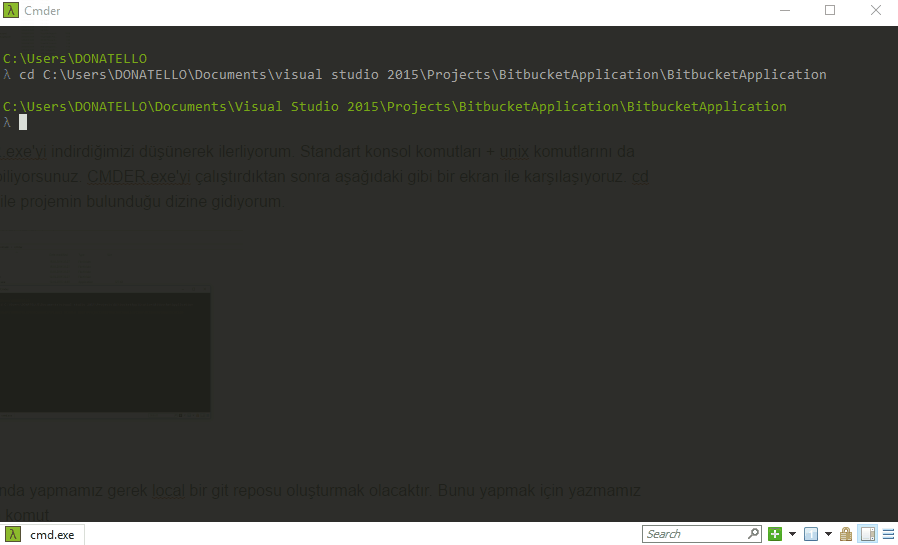 Cmder
C:\Users\DONATELLO
λ cd C:\Users\DONATELLO\Documents\visual studio 2015\Projects\BitbucketApplication\BitbucketApplication
C:\Users\DONATELLO\Documents\Visual Studio 2015\Projects\BitbucketApplication\BitbucketApplication
λ
.exe'yi indirdiğimizi düşünerek ilerliyorum. Standart konsol komutları + unix komutlarını da
iliyorsunuz. CMDER.exe'yi çalıştırdıktan sonra aşağıdaki gibi bir ekran ile karşılaşıyoruz. cd
ile projemin bulunduğu dizine gidiyorum.
nda yapmamız gerek local bir git reposu oluşturmak olacaktır. Bunu yapmak için yazmamız
komut
cmd.exe
Search